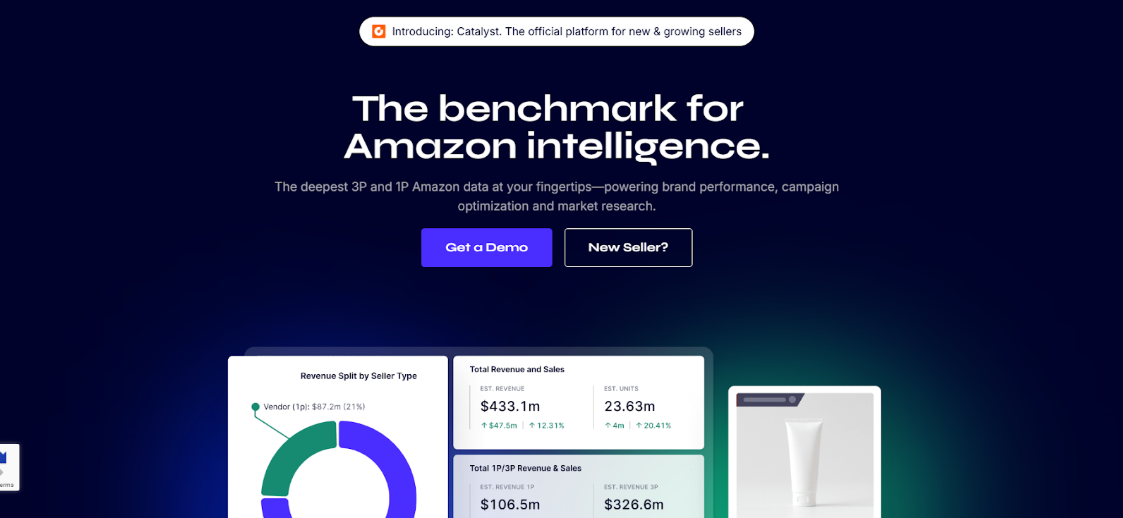 Introducing: Catalyst. The official platform for new & growing sellers
The benchmark for
Amazon intelligence.
The deepest 3P and 1P Amazon data at your fingertips—powering brand performance, campaign
optimization and market research.
Get a Demo
New Seller?
Revenue Split by Seller Type
Vendor (1p): $87.2m (21%)
Total Revenue and Sales
EST. REVENUE
EST. UNITS
$433.1m
23.63m
↑ $47.5m | ↑ 12.31%
↑ 4m | ↑ 20.41%
Total 1P/3P Revenue & Sales
EST. REVENUE 1P
EST. REVENUE 3P
$106.5m
$326.6m